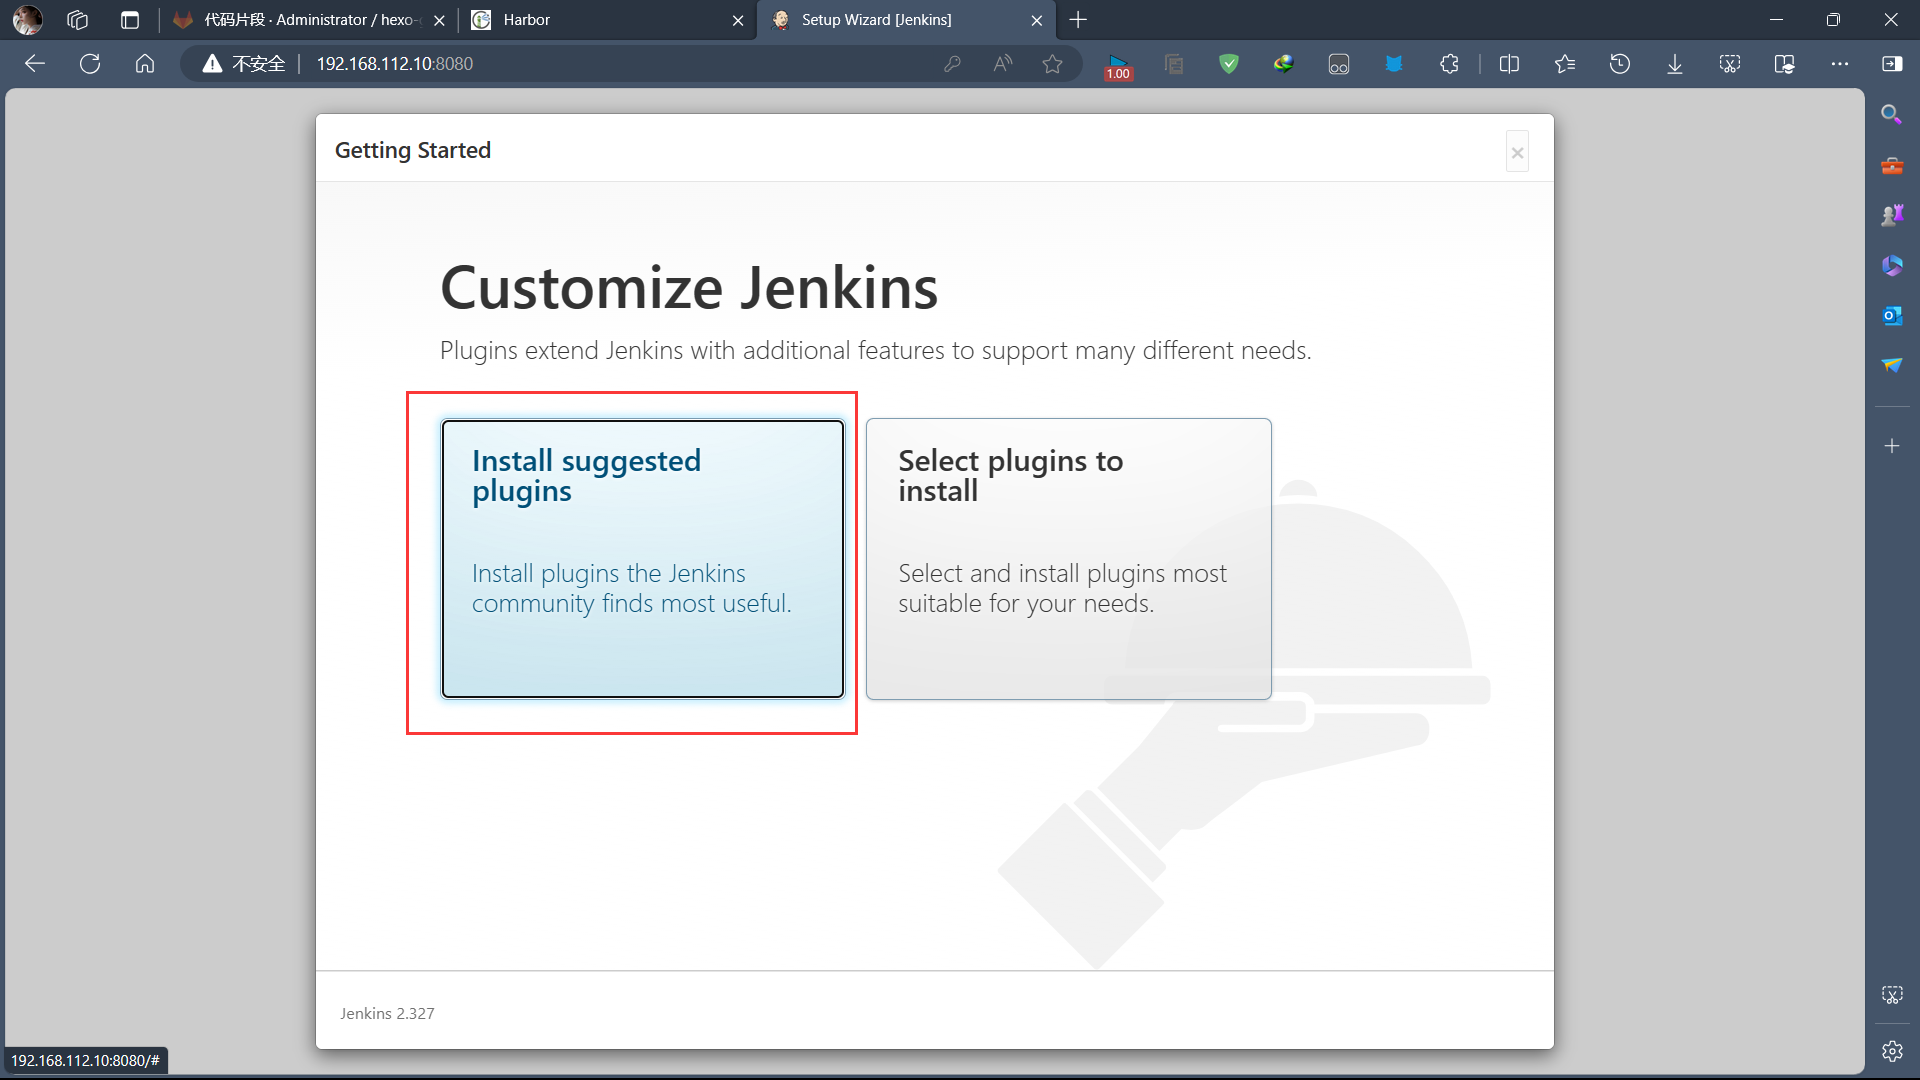 代码片段 · Administrator / hexo-
Harbor
Setup Wizard [Jenkins]
不安全
192.168.112.10:8080
1.00
Getting Started
Customize Jenkins
Plugins extend Jenkins with additional features to support many different needs.
Install suggested
plugins
Install plugins the Jenkins
community finds most useful.
Select plugins to
install
Select and install plugins most
suitable for your needs.
Jenkins 2.327
192.168.112.10:8080/#